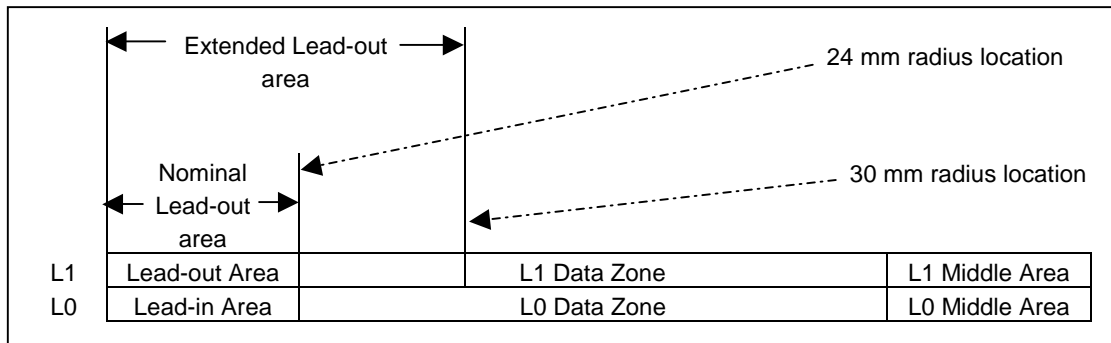 Extended Lead-out
area
24 mm radius location
Nominal
Lead-out
area
30 mm radius location
L1 Lead-out Area L1 Data Zone L1 Middle Area
L0 Lead-in Area L0 Data Zone L0 Middle Area